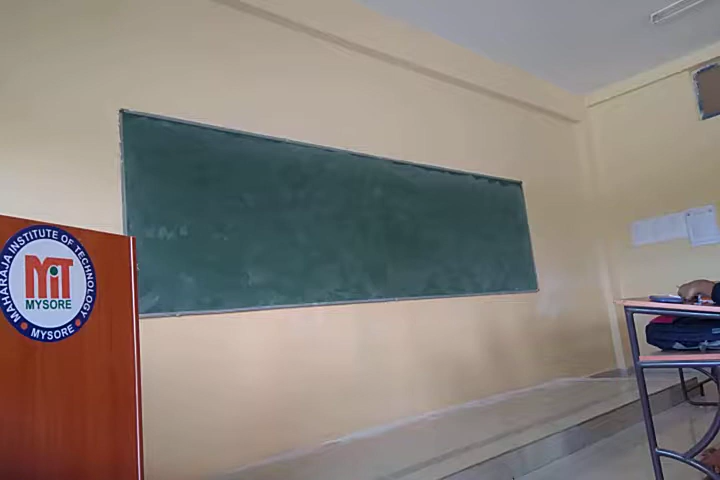 MAHARAJA INSTITUTE OF TECHNOLOGY
MiT
MYSORE
MYSORE